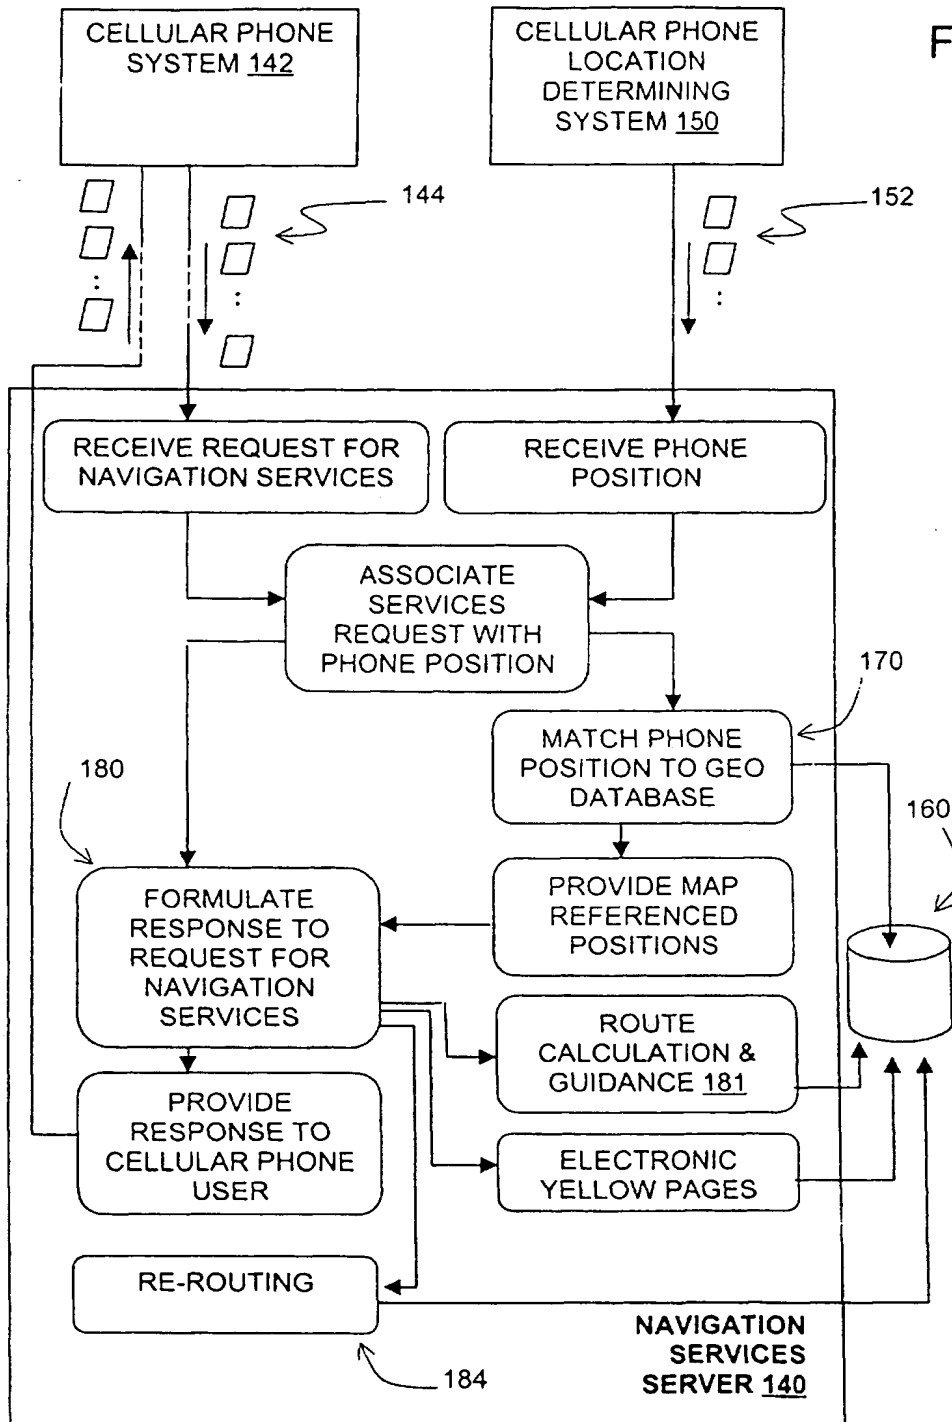 CELLULAR PHONE
SYSTEM 142
CELLULAR PHONE
LOCATION
DETERMINING
SYSTEM 150
F
144
152
RECEIVE REQUEST FOR
NAVIGATION SERVICES
RECEIVE PHONE
POSITION
ASSOCIATE
SERVICES
REQUEST WITH
PHONE POSITION
170
MATCH PHONE
POSITION TO GEO
DATABASE
180
160
FORMULATE
RESPONSE TO
REQUEST FOR
NAVIGATION
SERVICES
PROVIDE MAP
REFERENCED
POSITIONS
ROUTE
CALCULATION &
GUIDANCE 181
PROVIDE
RESPONSE TO
CELLULAR PHONE
USER
ELECTRONIC
YELLOW PAGES
RE-ROUTING
184
NAVIGATION
SERVICES
SERVER 140